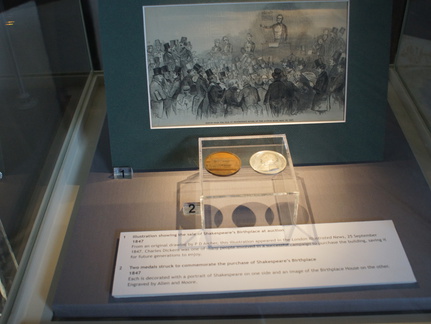 1
2
1 Illustration showing the sale of Shakespeare's Birthplace at auction
1847
From an original drawing by the illustration appeared in the London Illustrated News, 25 September
1847. Charles Dickens was one of many people involved in a to purchase the building, saving it
for future generations to enjoy.
2 Two medals struck to commemorate the purchase of Shakespeare's Birthplace
1847
Each is decorated with a portrait of Shakespeare on one side and an image of the Birthplace house on the other.
Engraved by Allen and Moore.